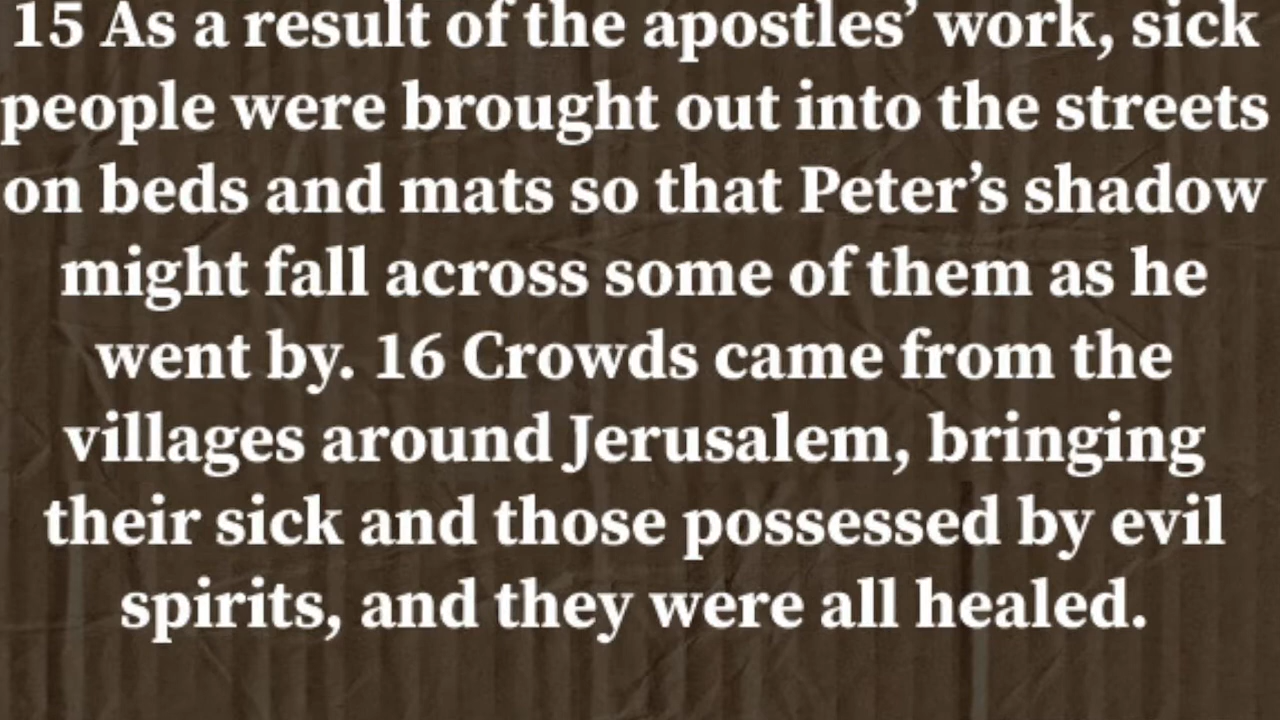 15 As a result of the apostles’ work, sick
people were brought out into the streets
on beds and mats so that Peter’s shadow
might fall across some of them as he
went by. 16 Crowds came from the
villages around Jerusalem, bringing
their sick and those possessed by evil
spirits, and they were all healed.